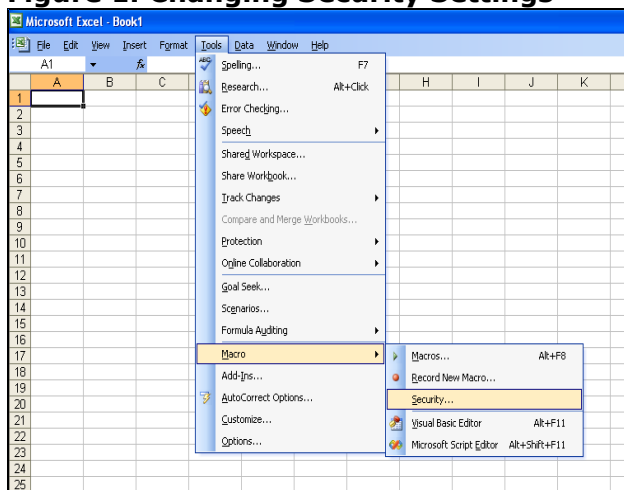 Figure 1: Changing Security Settings
Microsoft Excel - Book1
File Edit View Insert Format Tools Data Window Help
A1 fx
A B C H I J K
Spelling... F7
Research... Alt+Click
Error Checking...
Speech
Shared Workspace...
Share Workbook...
Track Changes
Compare and Merge Workbooks...
Protection
Online Collaboration
Goal Seek...
Scenarios...
Formula Auditing
Macro
Add-Ins...
AutoCorrect Options...
Customize...
Options...
Macros... Alt+F8
Record New Macro...
Security...
Visual Basic Editor Alt+F11
Microsoft Script Editor Alt+Shift+F11
1
2
3
4
5
6
7
8
9
10
11
12
13
14
15
16
17
18
19
20
21
22
23
24
25